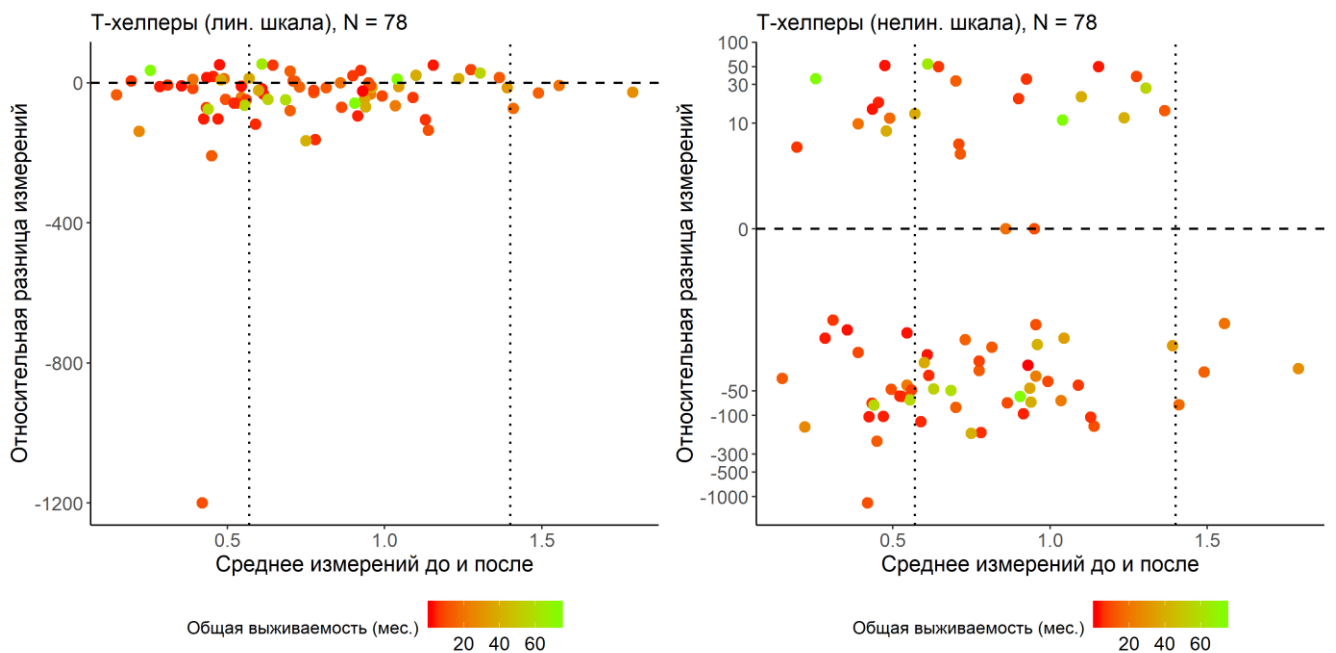 Т-хелперы (лин. шкала), N = 78
0
-400
-800
-1200
Относительная разница измерений
0.5 1.0 1.5
Среднее измерений до и после
Общая выживаемость (мес.)
20 40 60
Т-хелперы (нелин. шкала), N = 78
100
50
30
10
0
-50
-100
-300
-500
-1000
Относительная разница измерений
0.5 1.0 1.5
Среднее измерений до и после
Общая выживаемость (мес.)
20 40 60